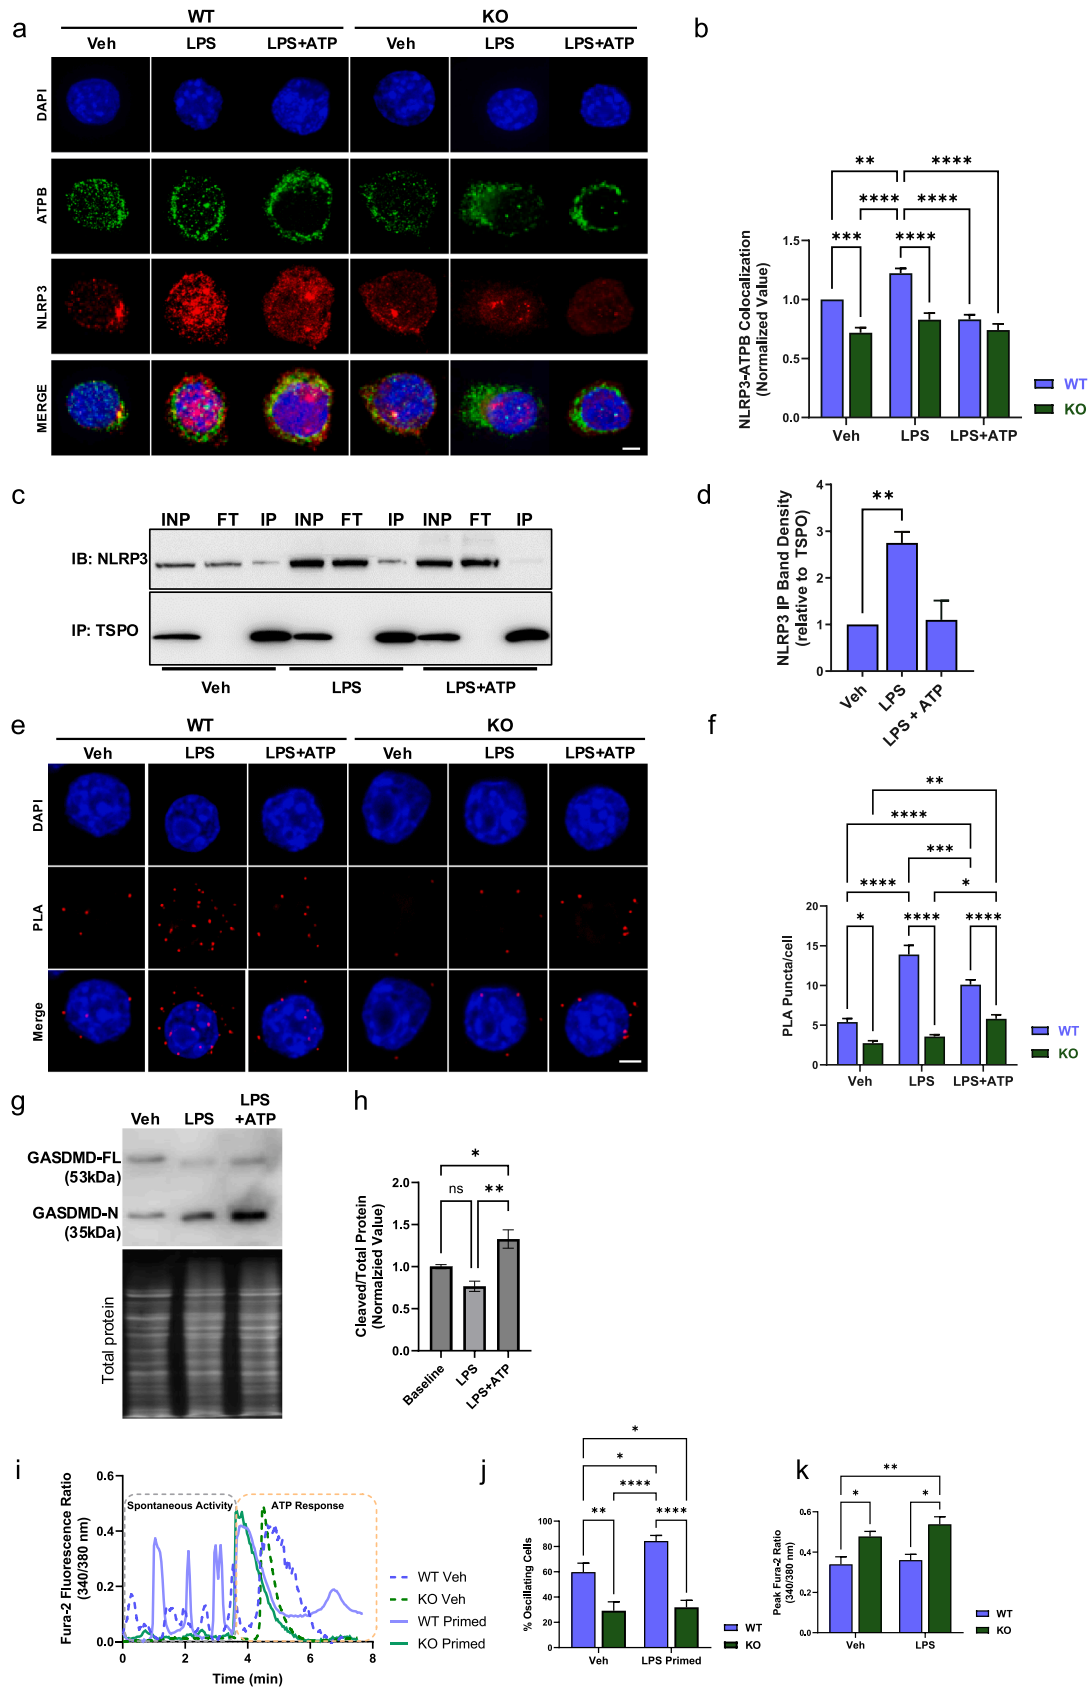 a
WT
KO
Veh
LPS
LPS+ATP
Veh
LPS
LPS+ATP
DAPI
ATPB
NLRP3
MERGE
b
**
****
****
****
***
****
NLRP3-ATPB Colocalization
(Normalized Value)
1.5
1.0
0.5
0.0
Veh
LPS
LPS+ATP
WT
KO
c
INP
FT
IP
INP
FT
IP
INP
FT
IP
IB: NLRP3
IP: TSPO
Veh
LPS
LPS+ATP
d
**
NLRP3 IP Band Density
(relative to TSPO)
4
3
2
1
0
Veh
LPS
LPS + ATP
e
WT
KO
Veh
LPS
LPS+ATP
Veh
LPS
LPS+ATP
DAPI
PLA
Merge
f
**
****
***
****
*
*
****
****
PLA Puncta/cell
20
15
10
5
0
Veh
LPS
LPS+ATP
WT
KO
g
Veh
LPS
LPS
+ATP
GASDMD-FL
(53kDa)
GASDMD-N
(35kDa)
Total protein
h
*
ns
**
Cleaved/Total Protein
(Normalzied Value)
2.0
1.5
1.0
0.5
0.0
Baseline
LPS
LPS+ATP
i
Fura-2 Fluorescence Ratio
(340/380 nm)
0.6
0.4
0.2
0.0
Spontaneous Activity
ATP Response
0
2
4
6
8
Time (min)
WT Veh
KO Veh
WT Primed
KO Primed
j
*
*
****
**
****
% Oscillating Cells
100
80
60
40
20
0
Veh
LPS Primed
WT
KO
k
**
*
*
Peak Fura-2 Ratio
(340/380 nm)
0.6
0.4
0.2
0.0
Veh
LPS
WT
KO